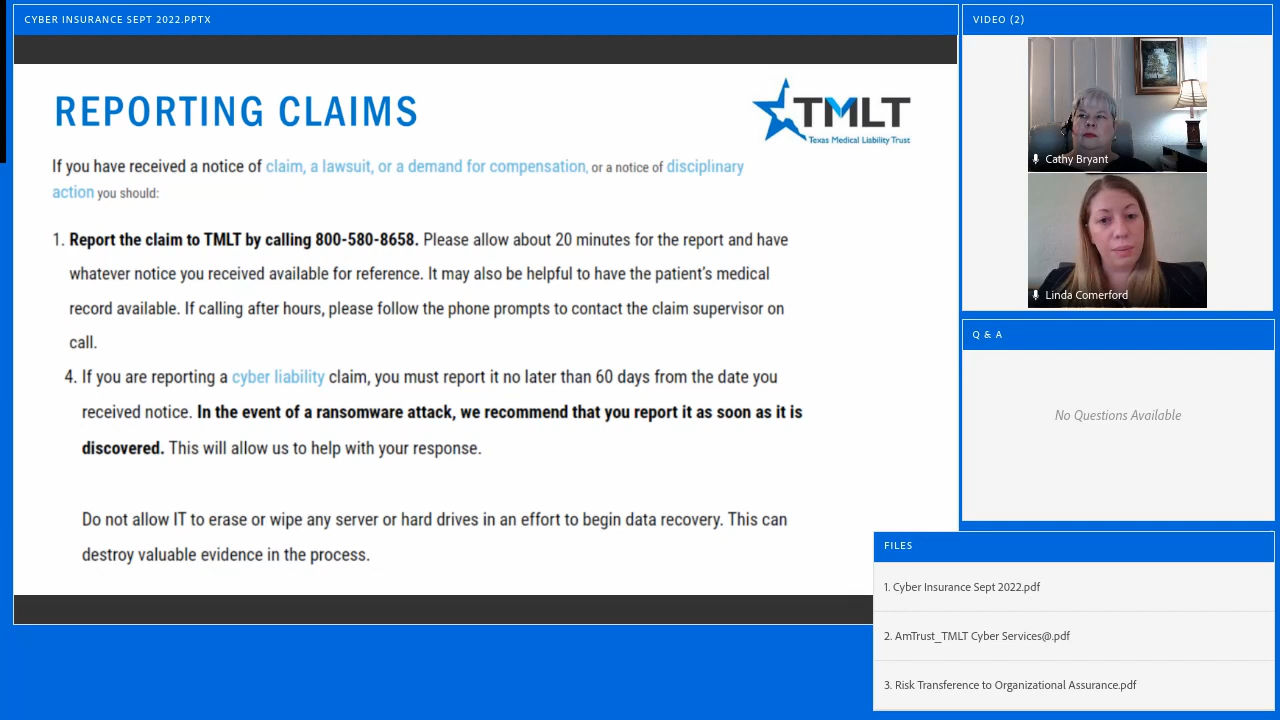 CYBER INSURANCE SEPT 2022.PPTX
REPORTING CLAIMS
TMLT
Texas Medical Liability Trust
If you have received a notice of claim, a lawsuit, or a demand for compensation, or a notice of disciplinary
action you should:
1. Report the claim to TMLT by calling 800-580-8658. Please allow about 20 minutes for the report and have
whatever notice you received available for reference. It may also be helpful to have the patient's medical
record available. If calling after hours, please follow the phone prompts to contact the claim supervisor on
call.
4. If you are reporting a cyber liability claim, you must report it no later than 60 days from the date you
received notice. In the event of a ransomware attack, we recommend that you report it as soon as it is
discovered. This will allow us to help with your response.
Do not allow IT to erase or wipe any server or hard drives in an effort to begin data recovery. This can
destroy valuable evidence in the process.
VIDEO (2)
Cathy Bryant
Linda Comerford
Q & A
No Questions Available
FILES
1. Cyber Insurance Sept 2022.pdf
2. AmTrust_TMLT Cyber Services@.pdf
3. Risk Transference to Organizational Assurance.pdf